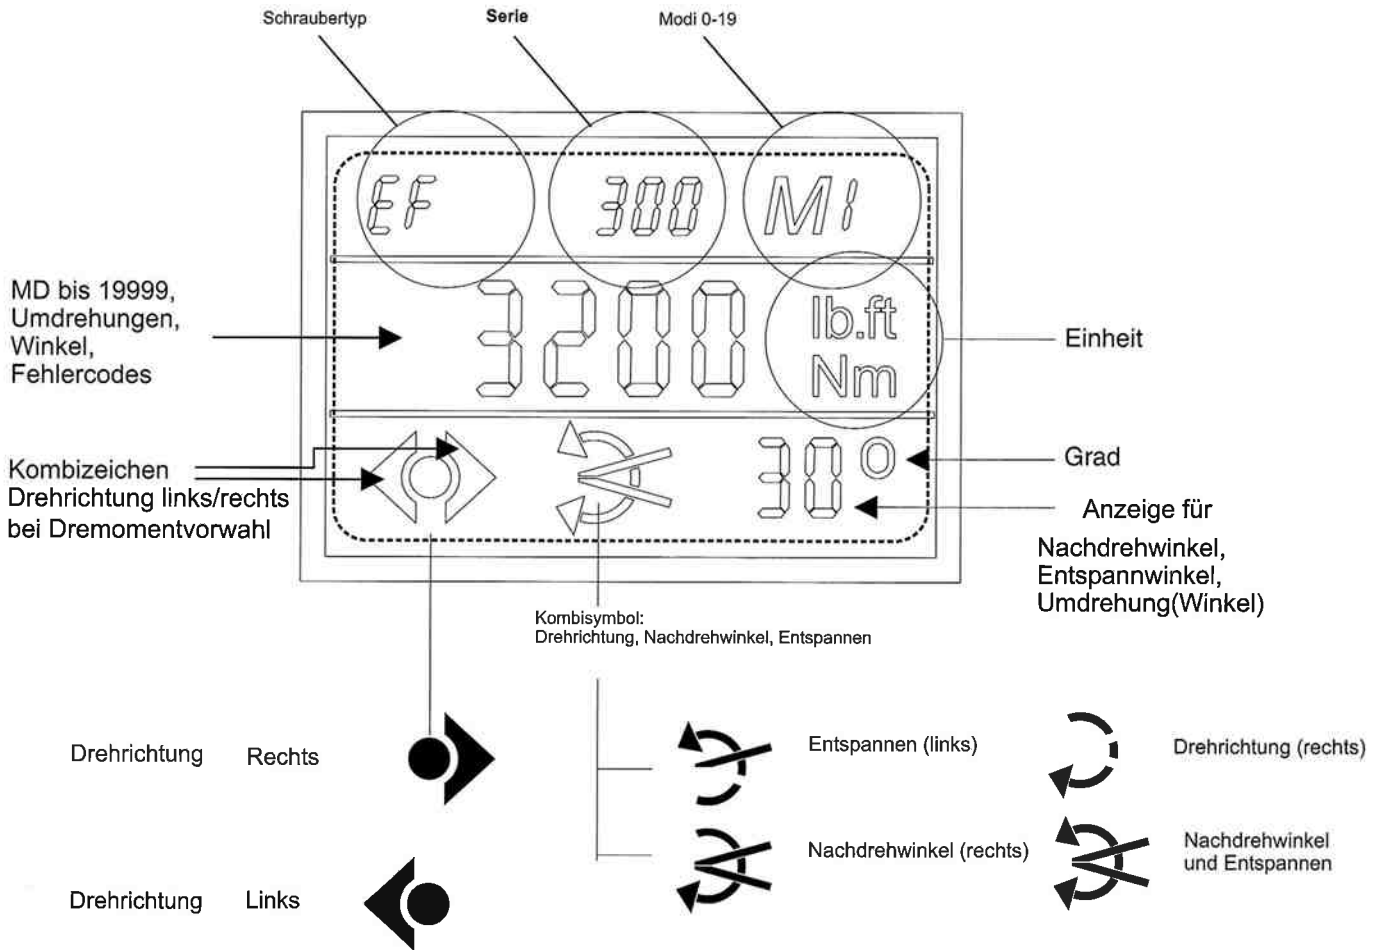 Schraubertyp
Serie
Modi 0-19
EF
300
M1
MD bis 19999,
Umdrehungen,
Winkel,
Fehlercodes
3200
lb.ft
Nm
Einheit
Kombizeichen
Drehrichtung links/rechts
bei Dremomentvorwahl
30°
Grad
Anzeige für
Nachdrehwinkel,
Entspannwinkel,
Umdrehung(Winkel)
Kombisymbol:
Drehrichtung, Nachdrehwinkel, Entspannen
Drehrichtung Rechts
Entspannen (links)
Drehrichtung (rechts)
Nachdrehwinkel (rechts)
Nachdrehwinkel
und Entspannen
Drehrichtung Links